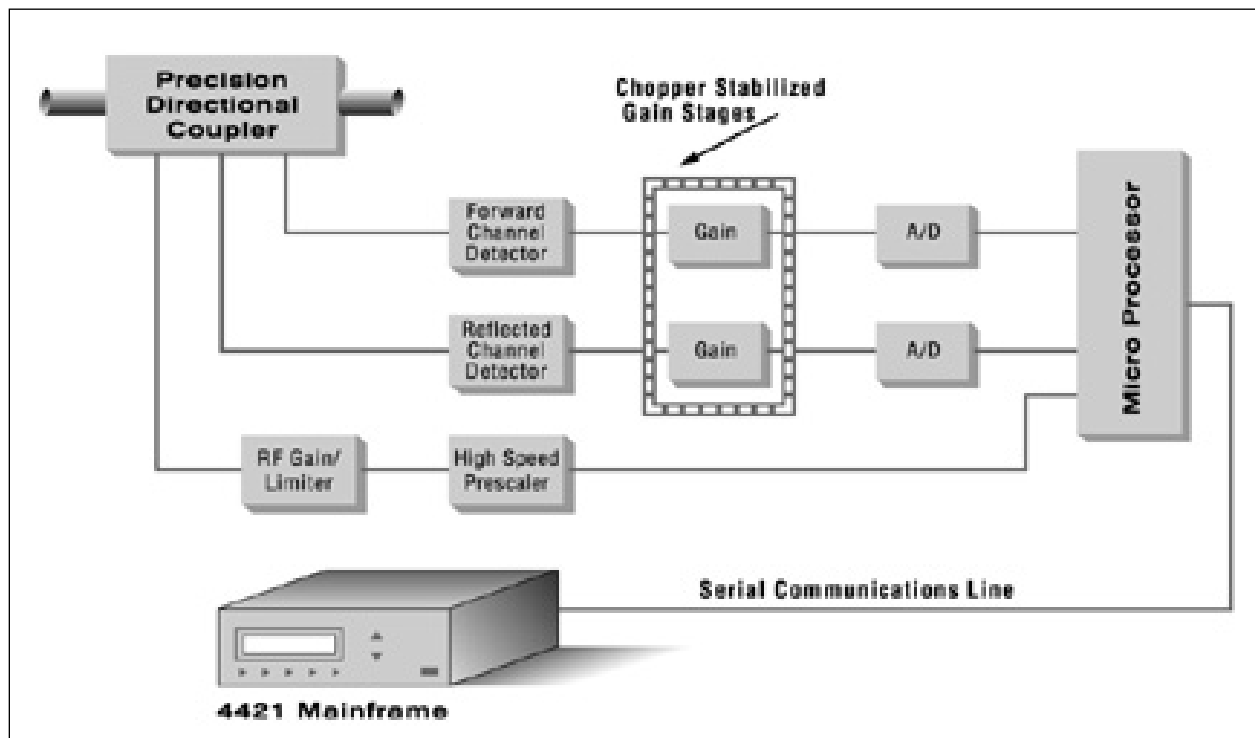 Precision
Directional
Coupler
Chopper Stabilized
Gain Stages
Forward
Channel
Detector
Gain
A/D
Micro Processor
Reflected
Channel
Detector
Gain
A/D
RF Gain/
Limiter
High Speed
Prescaler
Serial Communications Line
4421 Mainframe